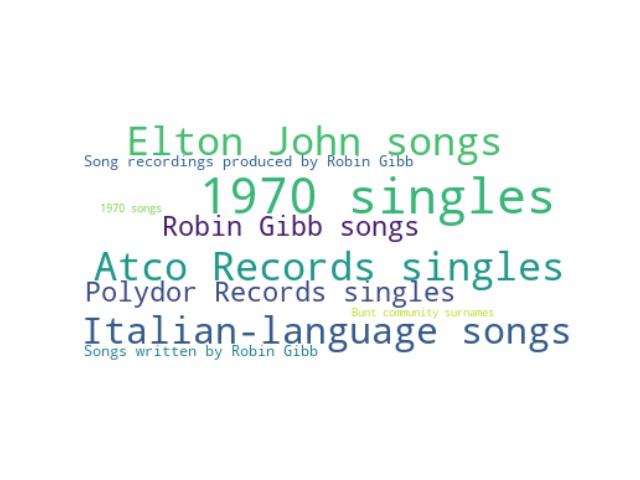 Elton John songs
Song recordings produced by Robin Gibb
1970 singles
1970 songs
Robin Gibb songs
Atco Records singles
Polydor Records singles
Bunt community surnames
Italian-language songs
Songs written by Robin Gibb